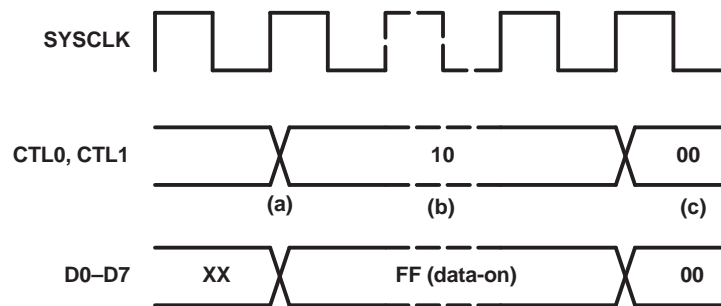 SYSCLK
CTL0, CTL1 10 00
(a) (b) (c)
D0–D7 XX FF (data-on) 00